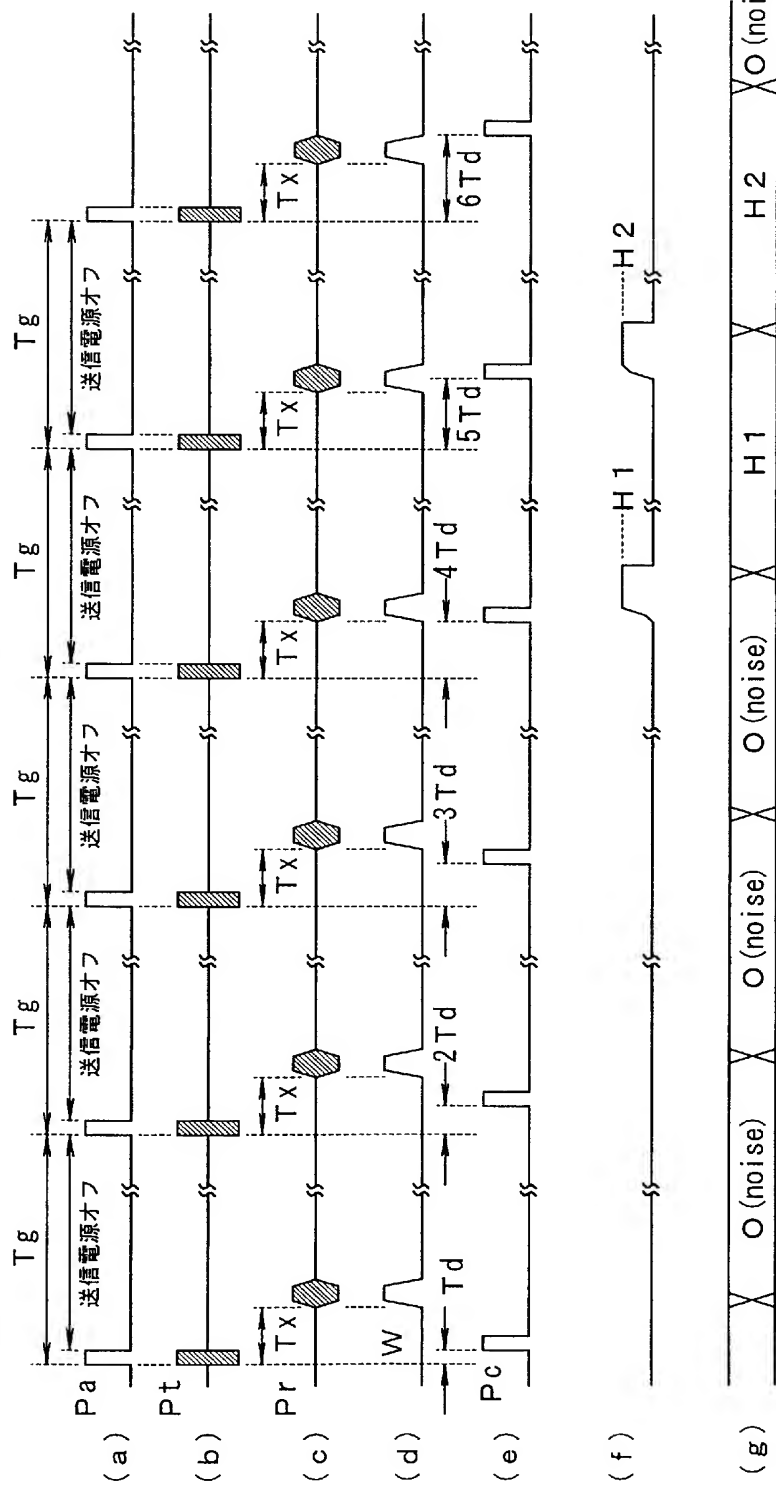 Tg Tg Tg Tg Tg
送信電源オフ 送信電源オフ 送信電源オフ 送信電源オフ 送信電源オフ
(a) Pa
(b) Pt
(c) Pr Tx Tx Tx Tx Tx Tx
(d) W
Td 2Td 3Td 4Td 5Td 6Td
(e) Pc
(f) H1 H2
(g) O(noise) O(noise) O(noise) H1 H2 O(noi